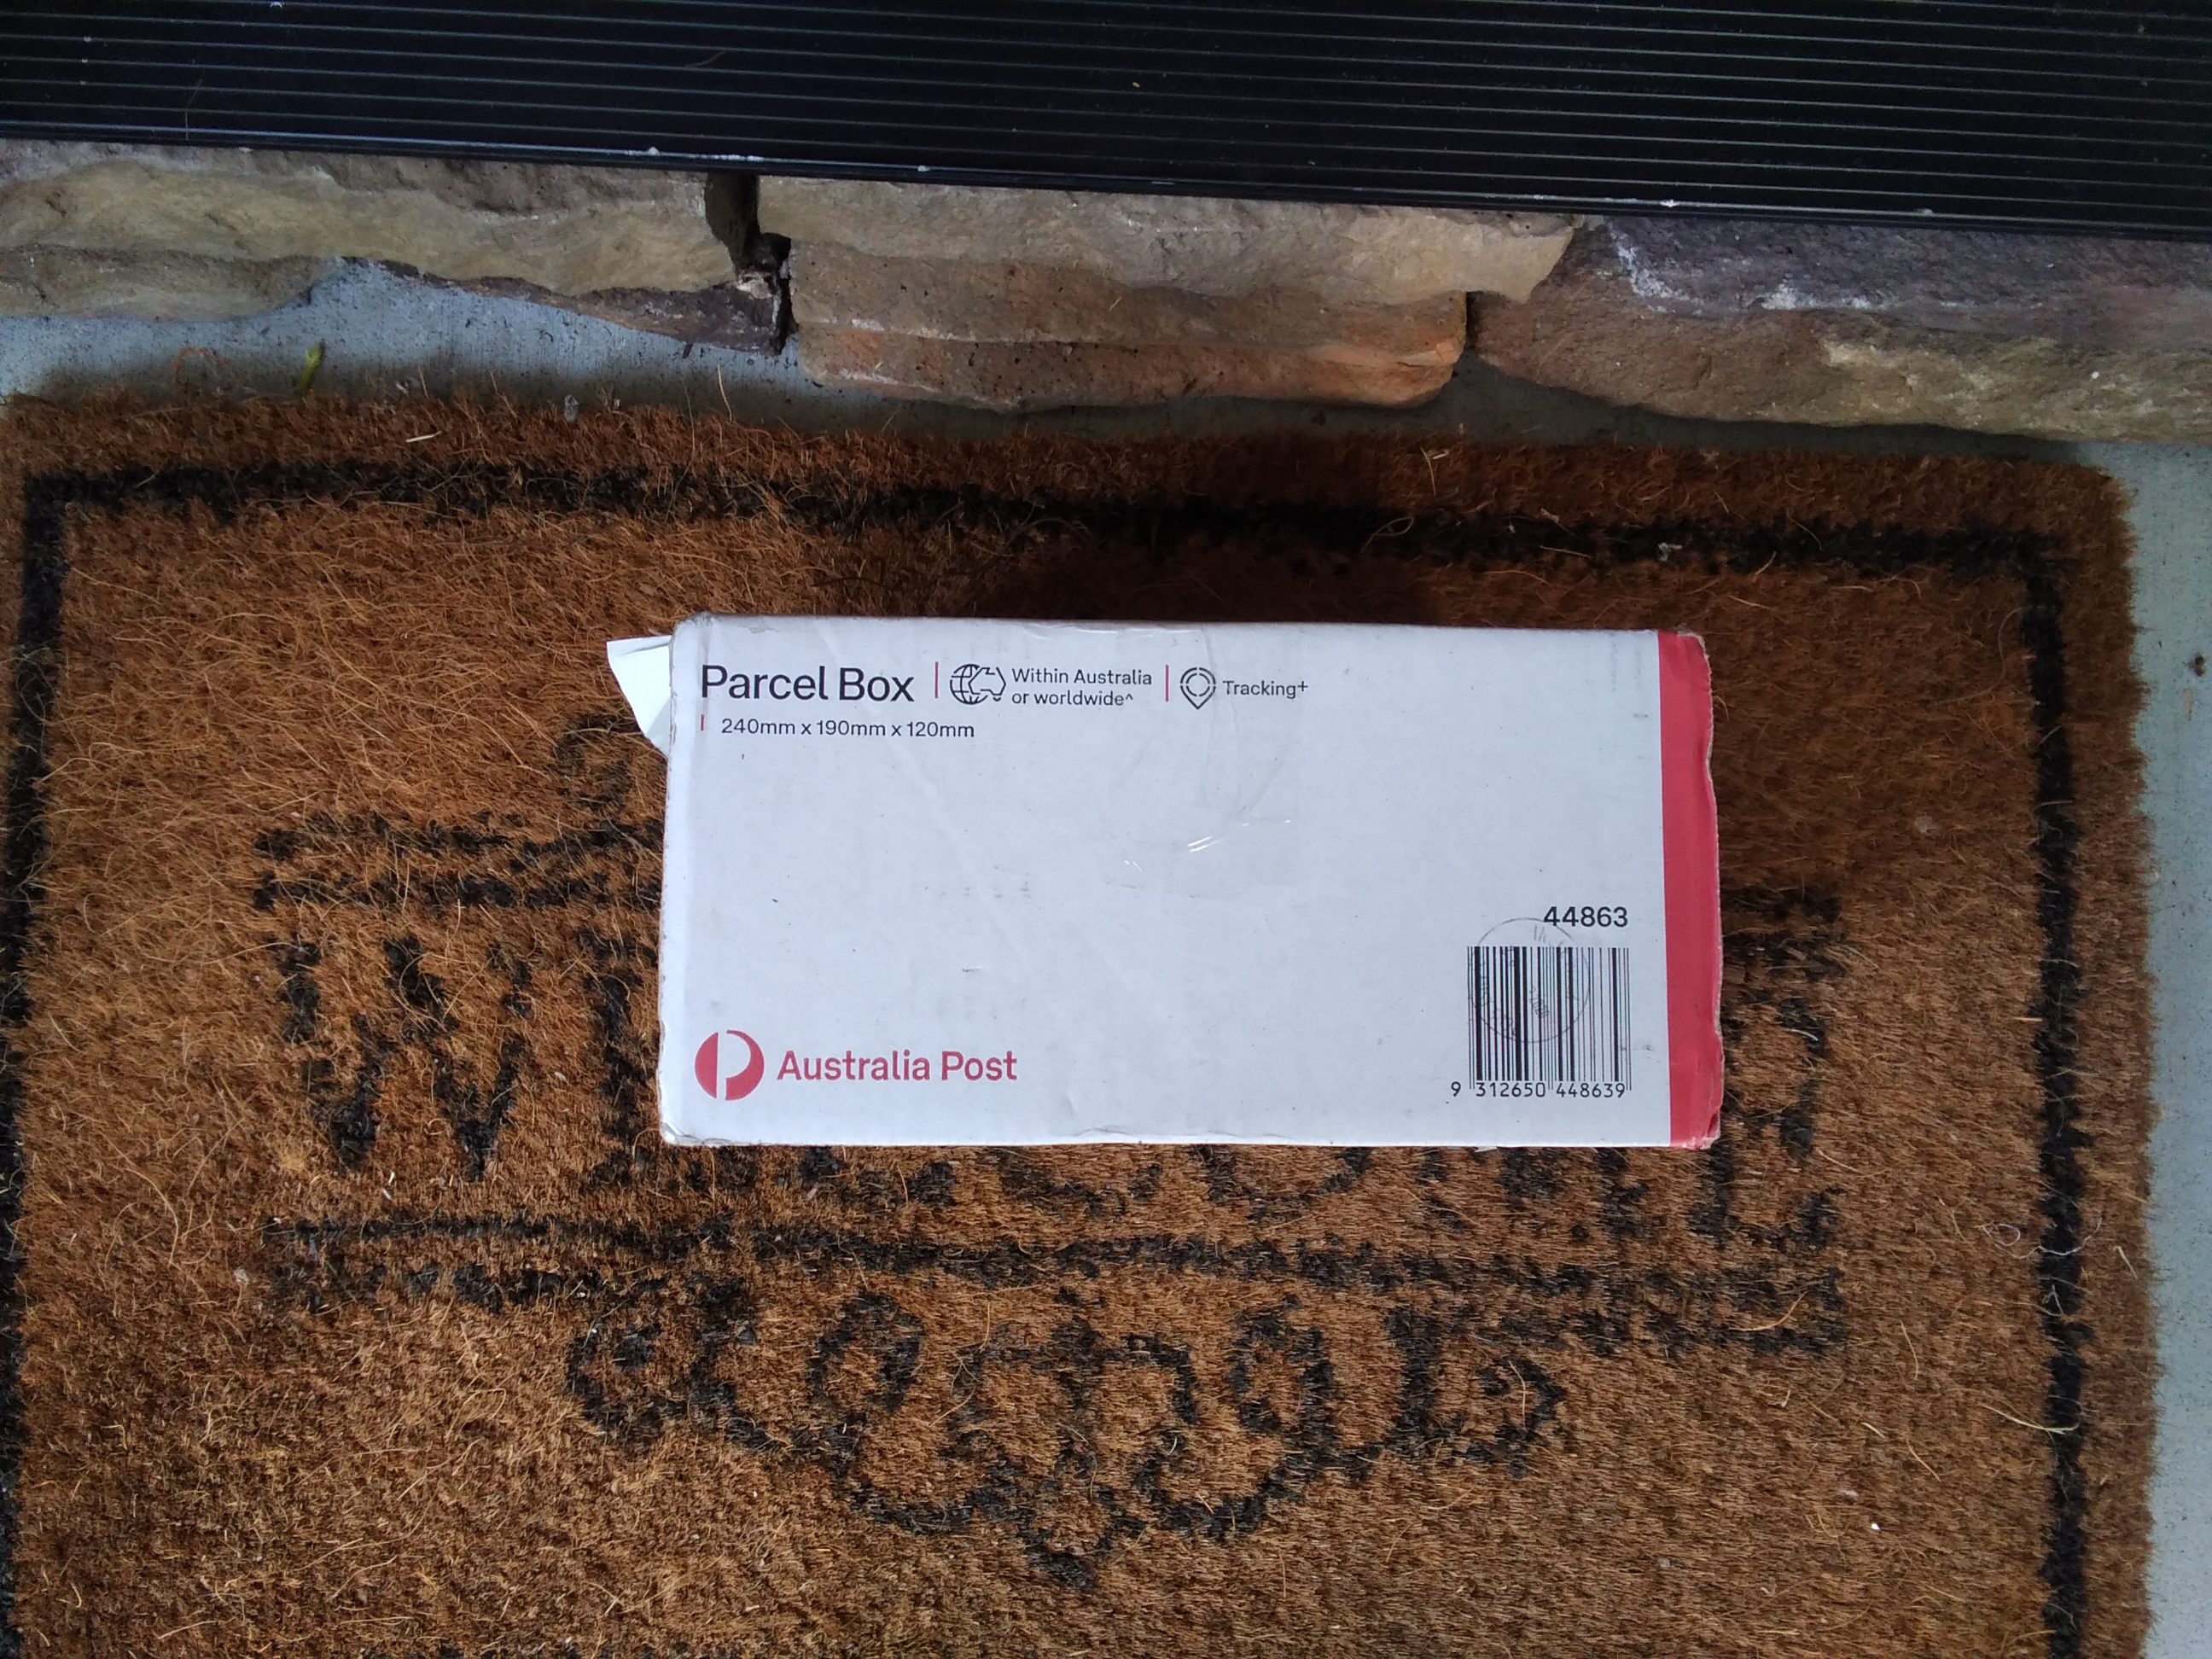 Parcel Box
Within Australia
or worldwide^
Tracking+
240mm x 190mm x 120mm
44863
9 312650 448639
Australia Post